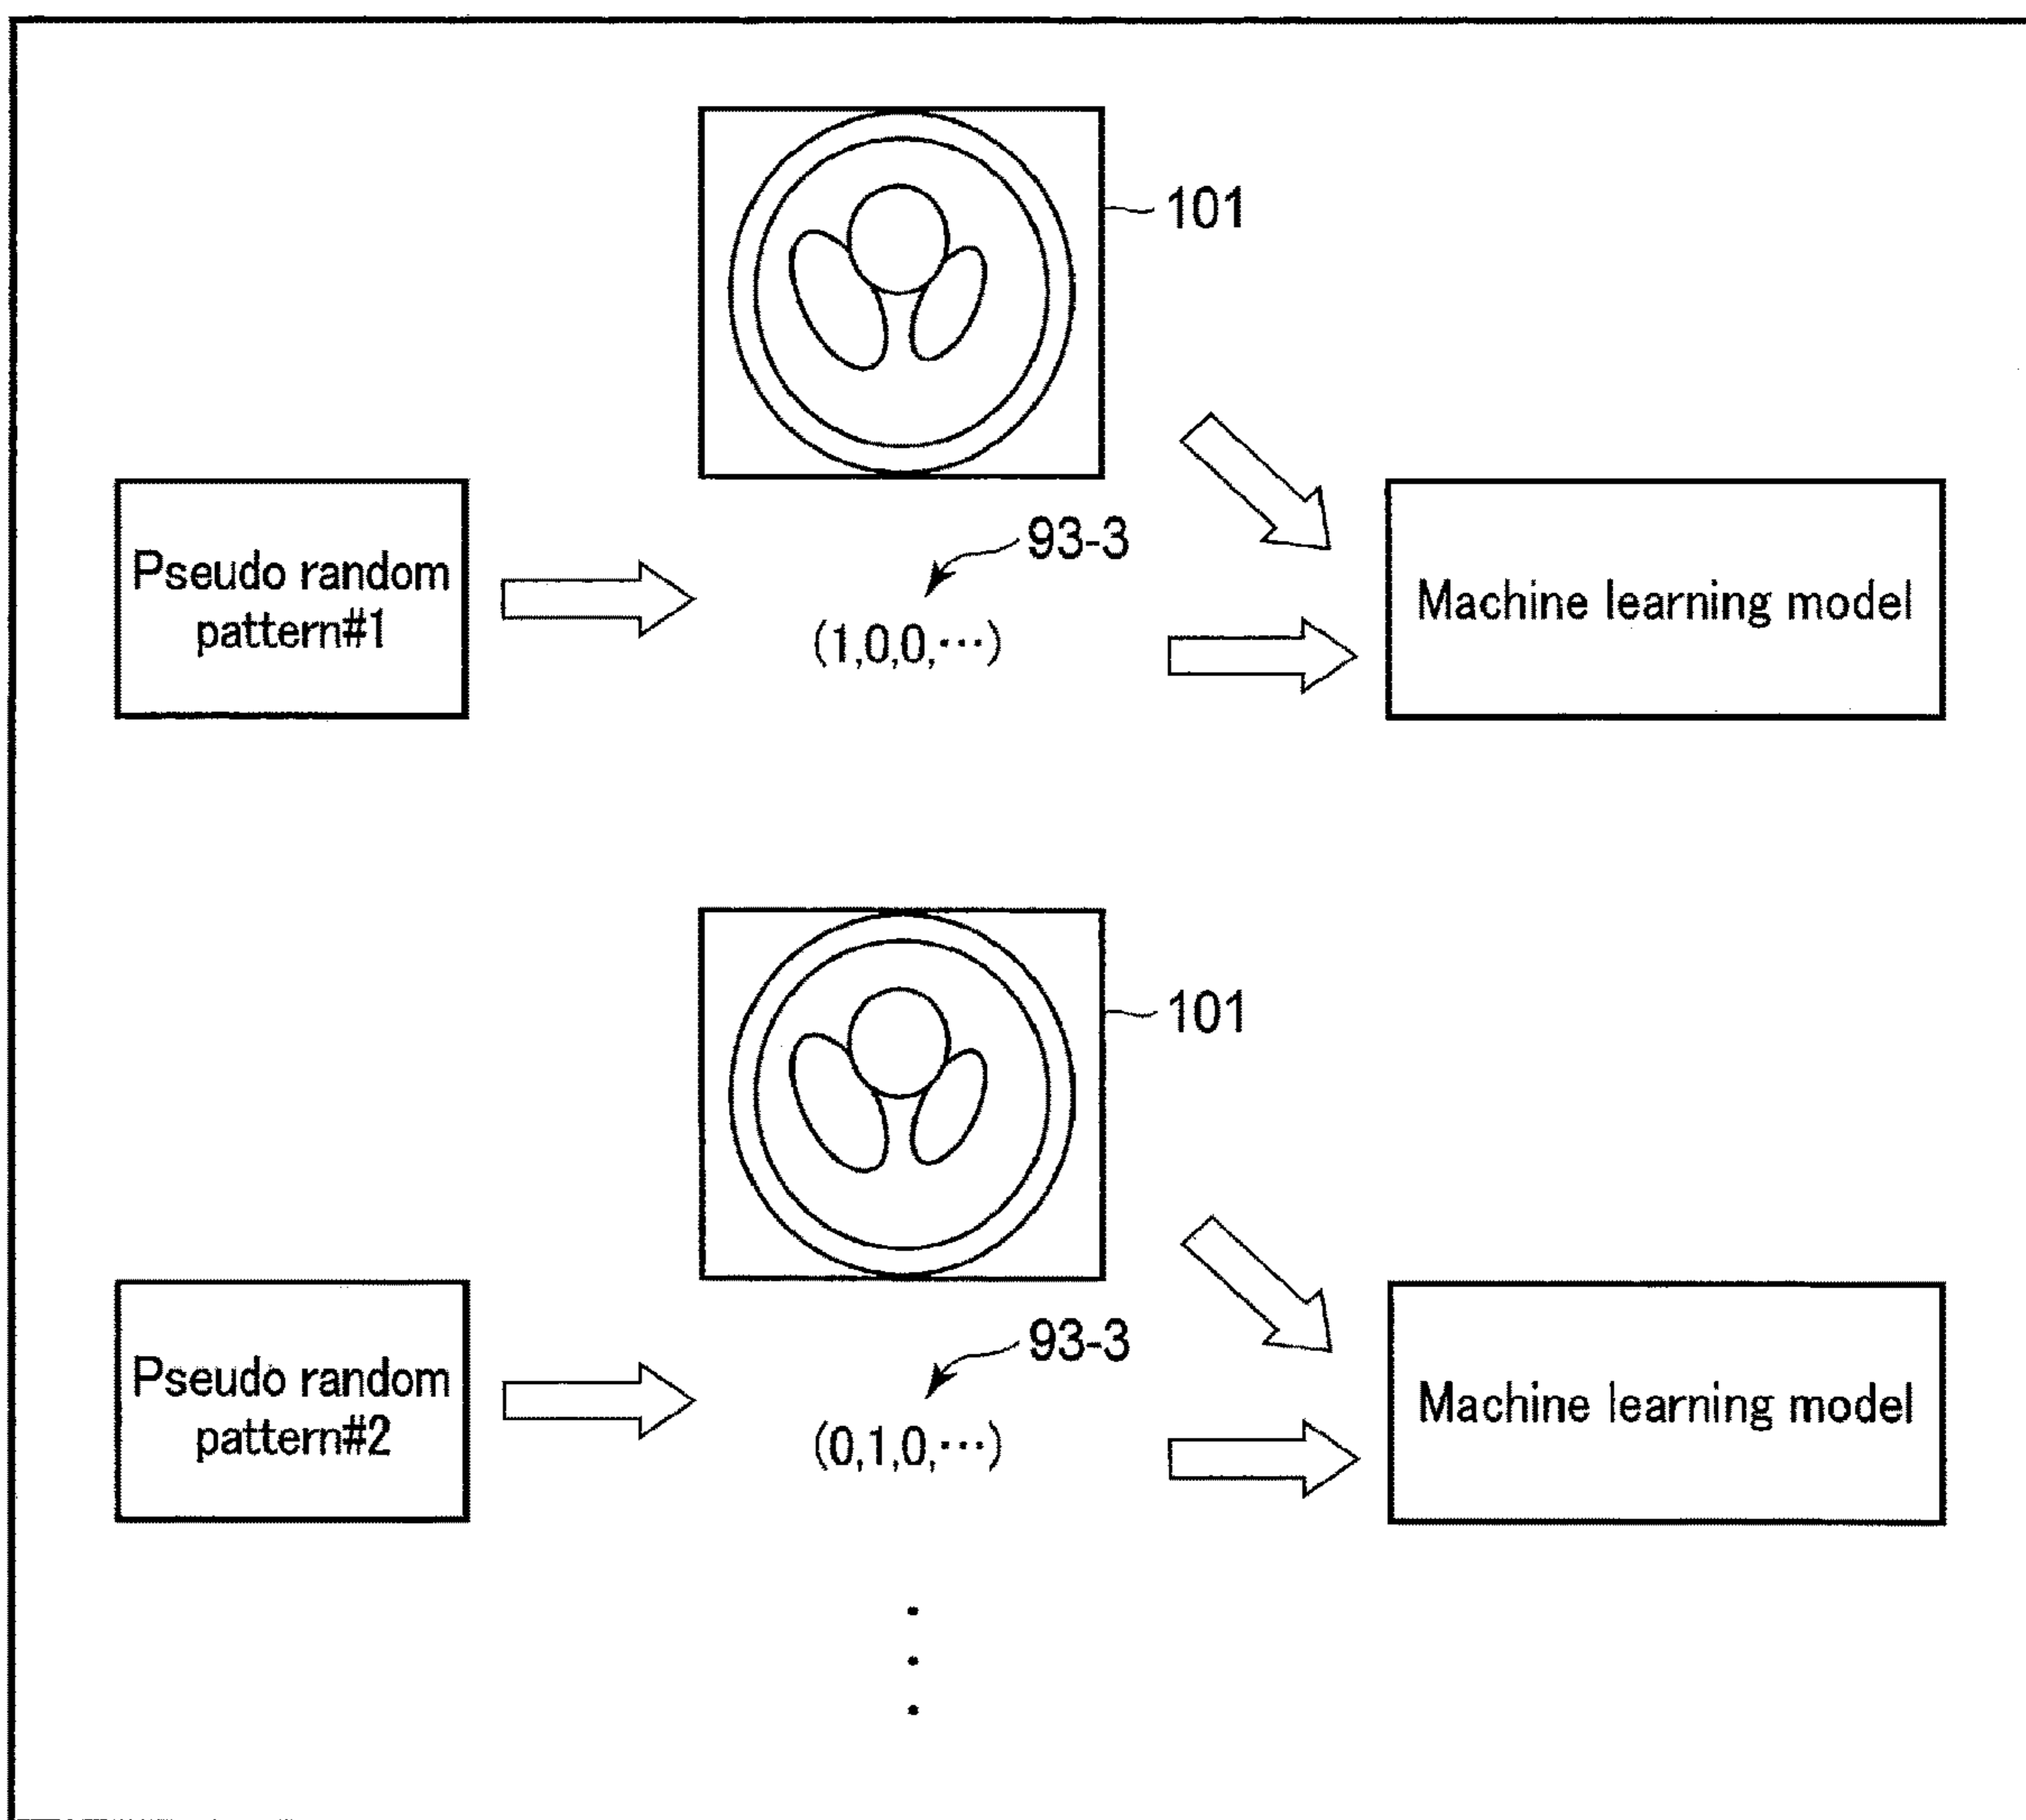 101
93-3
Pseudo random
pattern#1
(1,0,0,⋯)
Machine learning model
101
93-3
Pseudo random
pattern#2
(0,1,0,⋯)
Machine learning model